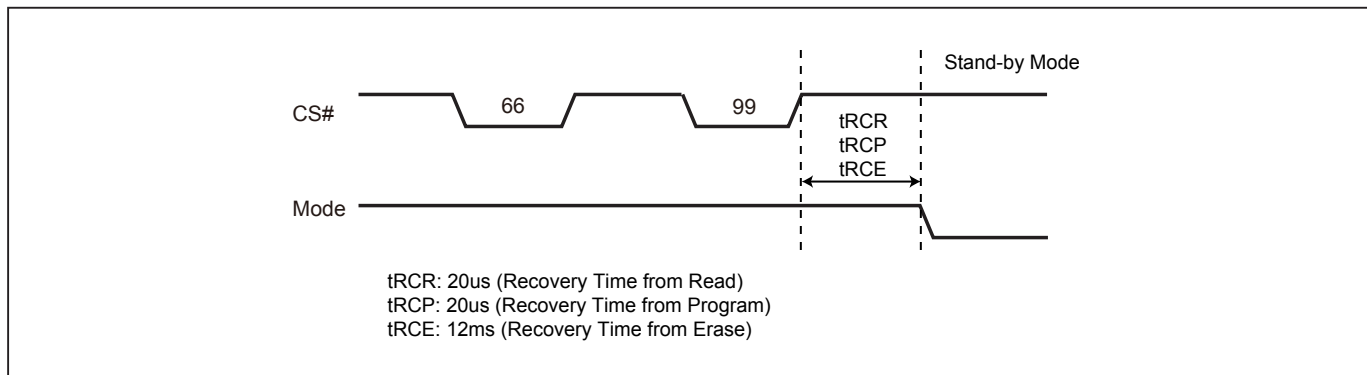 Stand-by Mode
CS#
66
99
tRCR
tRCP
tRCE
Mode
tRCR: 20us (Recovery Time from Read)
tRCP: 20us (Recovery Time from Program)
tRCE: 12ms (Recovery Time from Erase)